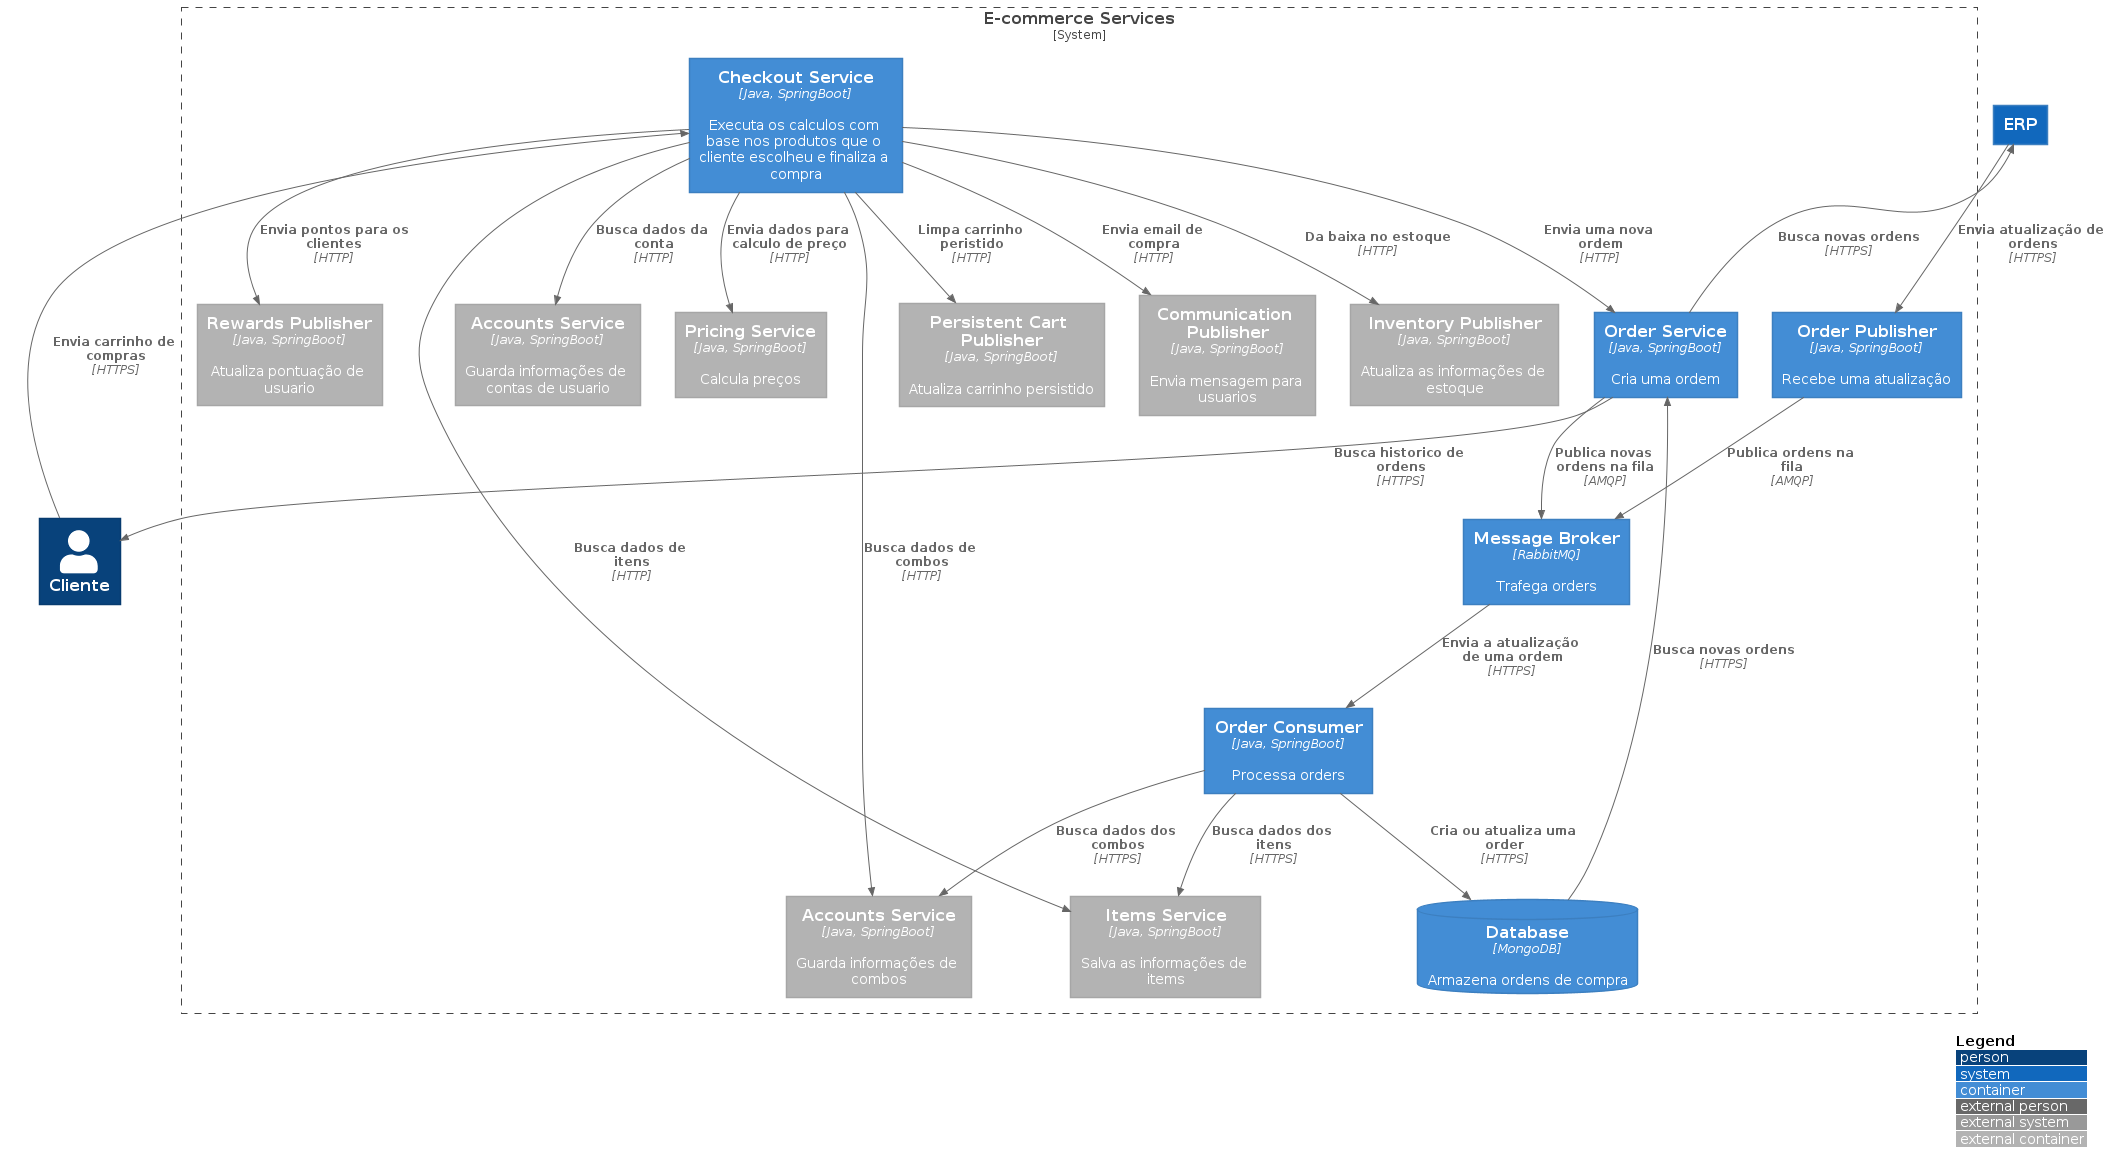 E-commerce Services
[System]
Checkout Service
[Java, SpringBoot]
Executa os calculos com
base nos produtos que o
cliente escolheu e finaliza a
compra
ERP
Envia pontos para os
clientes
[HTTP]
Busca dados da
conta
[HTTP]
Envia dados para
calculo de preço
[HTTP]
Limpa carrinho
peristido
[HTTP]
Envia email de
compra
[HTTP]
Da baixa no estoque
[HTTP]
Envia uma nova
ordem
[HTTP]
Busca novas ordens
[HTTPS]
Envia atualização de
ordens
[HTTPS]
Envia carrinho de
compras
[HTTPS]
Rewards Publisher
[Java, SpringBoot]
Atualiza pontuação de
usuario
Accounts Service
[Java, SpringBoot]
Guarda informações de
contas de usuario
Pricing Service
[Java, SpringBoot]
Calcula preços
Persistent Cart
Publisher
[Java, SpringBoot]
Atualiza carrinho persistido
Communication
Publisher
[Java, SpringBoot]
Envia mensagem para
usuarios
Inventory Publisher
[Java, SpringBoot]
Atualiza as informações de
estoque
Order Service
[Java, SpringBoot]
Cria uma ordem
Order Publisher
[Java, SpringBoot]
Recebe uma atualização
Busca historico de
ordens
[HTTPS]
Publica novas
ordens na fila
[AMQP]
Publica ordens na
fila
[AMQP]
Cliente
Busca dados de
itens
[HTTP]
Busca dados de
combos
[HTTP]
Message Broker
[RabbitMQ]
Trafega orders
Envia a atualização
de uma ordem
[HTTPS]
Busca novas ordens
[HTTPS]
Order Consumer
[Java, SpringBoot]
Processa orders
Busca dados dos
combos
[HTTPS]
Busca dados dos
itens
[HTTPS]
Cria ou atualiza uma
order
[HTTPS]
Accounts Service
[Java, SpringBoot]
Guarda informações de
combos
Items Service
[Java, SpringBoot]
Salva as informações de
items
Database
[MongoDB]
Armazena ordens de compra
Legend
person
system
container
external person
external system
external container